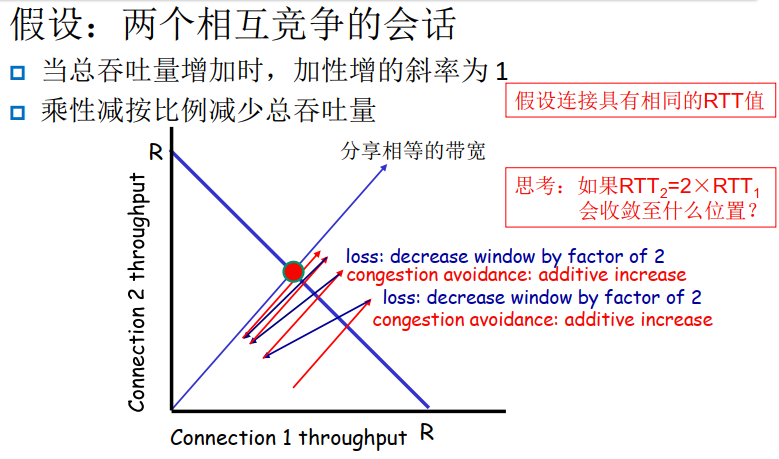 假设：两个相互竞争的会话
当总吞吐量增加时，加性增的斜率为 1
乘性减按比例减少总吞吐量
假设连接具有相同的RTT值
R
分享相等的带宽
思考：如果RTT₂=2×RTT₁
会收敛至什么位置？
Connection 2 throughput
loss: decrease window by factor of 2
congestion avoidance: additive increase
loss: decrease window by factor of 2
congestion avoidance: additive increase
Connection 1 throughput
R